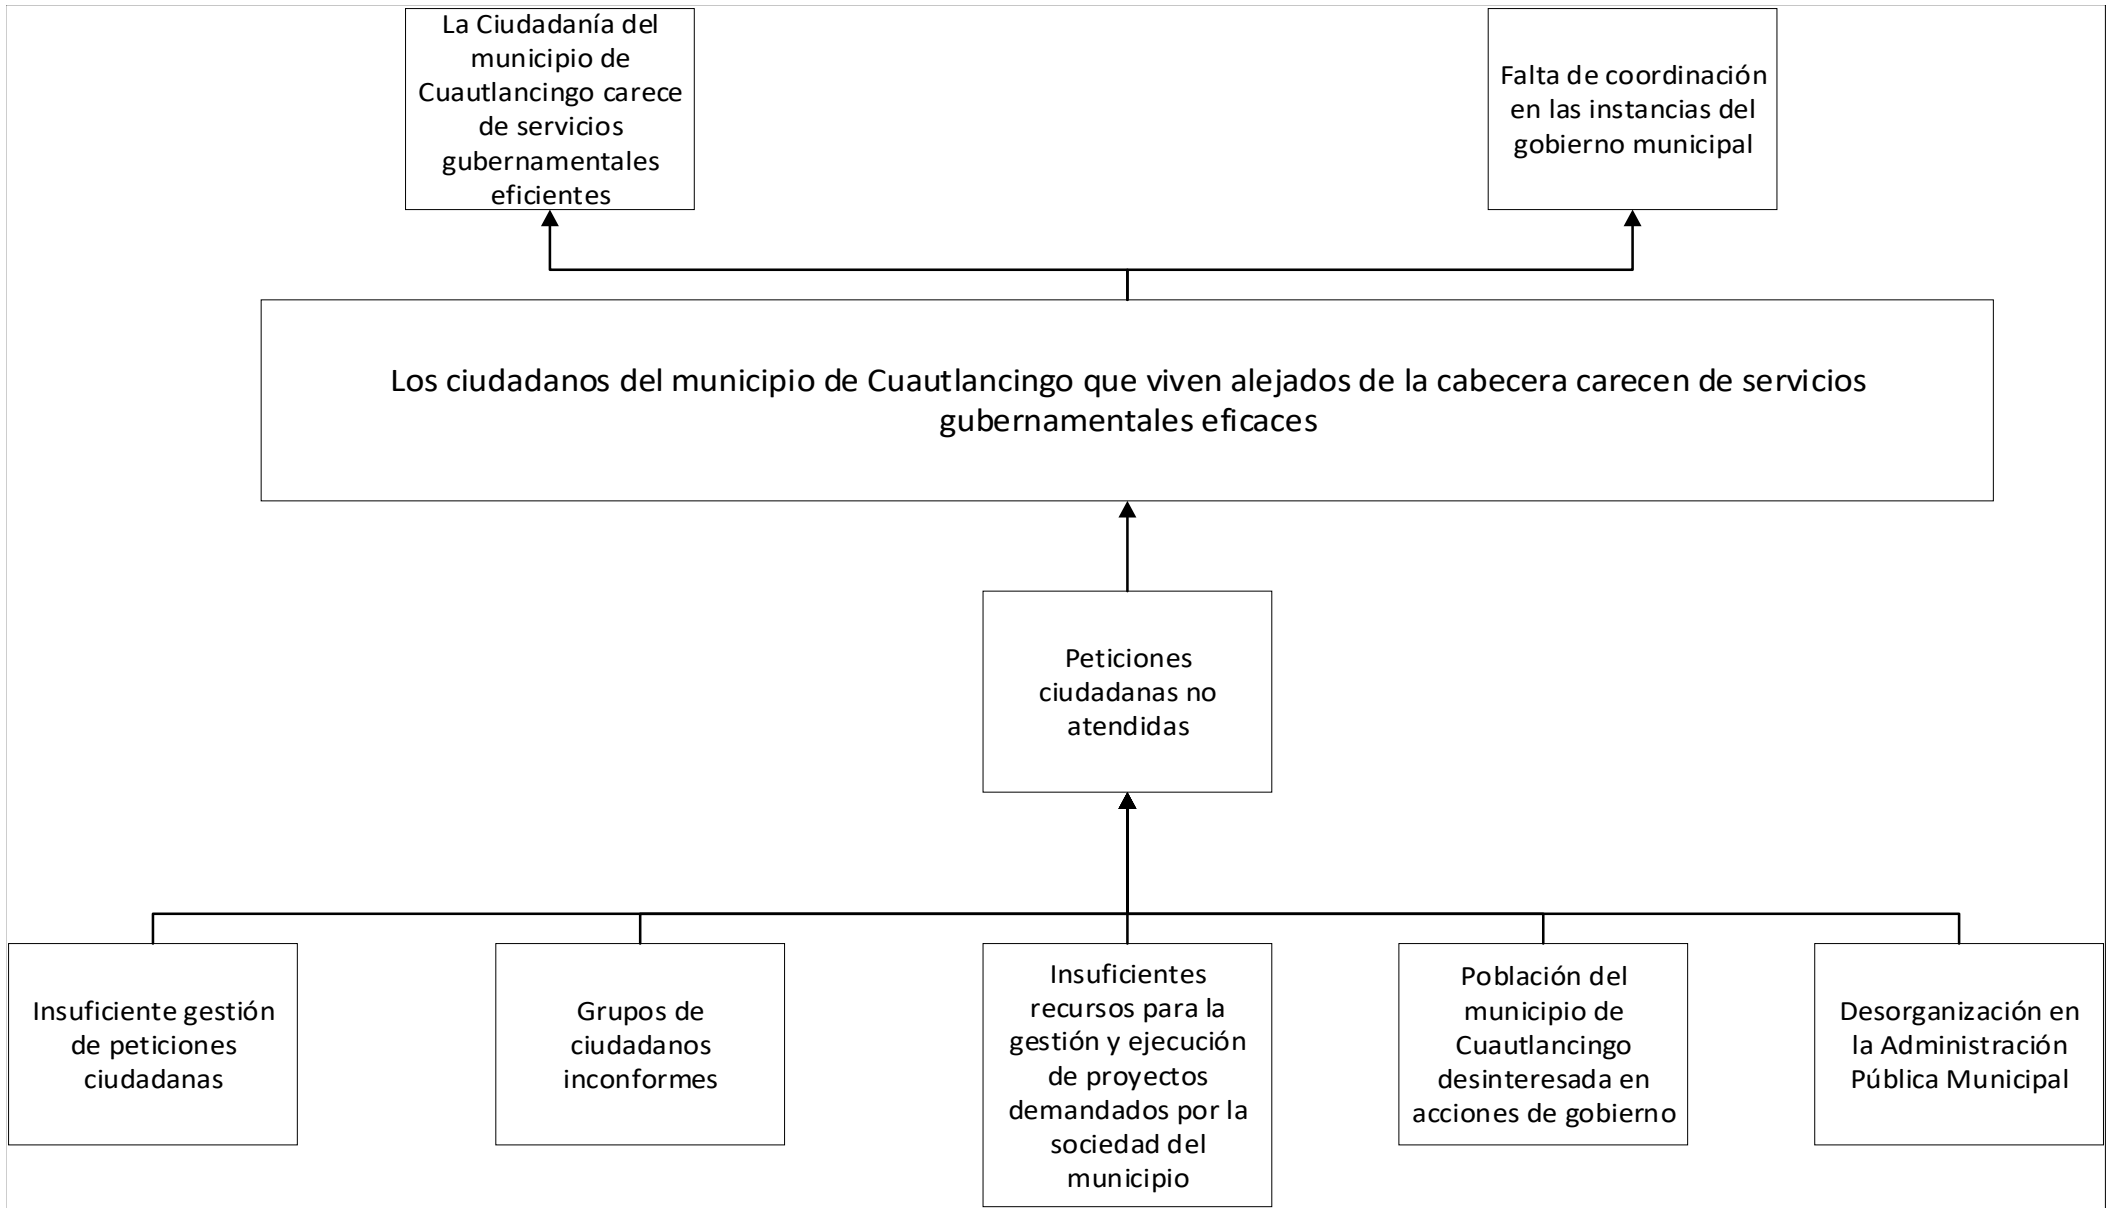 La Ciudadanía del
municipio de
Cuautlancingo carece
de servicios
gubernamentales
eficientes
Falta de coordinación
en las instancias del
gobierno municipal
Los ciudadanos del municipio de Cuautlancingo que viven alejados de la cabecera carecen de servicios
gubernamentales eficaces
Peticiones
ciudadanas no
atendidas
Insuficiente gestión
de peticiones
ciudadanas
Grupos de
ciudadanos
inconformes
Insuficientes
recursos para la
gestión y ejecución
de proyectos
demandados por la
sociedad del
municipio
Población del
municipio de
Cuautlancingo
desinteresada en
acciones de gobierno
Desorganización en
la Administración
Pública Municipal